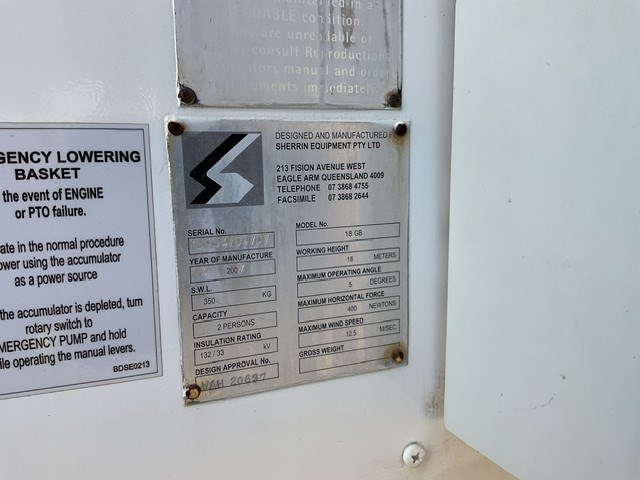 DABLE condition.
are unre lable or
consult Reproduction
manual and order
ments immediately
GENCY LOWERING
BASKET
the event of ENGINE
or PTO failure.
ate in the normal procedure
ower using the accumulator
as a power source
the accumulator is depleted, turn
rotary switch to
MERGENCY PUMP and hold
ile operating the manual levers.
BDSE0213
DESIGNED AND MANUFACTURED
SHERRIN EQUIPMENT PTY LTD
213 FISION AVENUE WEST
EAGLE ARM QUEENSLAND 4009
TELEPHONE 07 3868 4755
FACSIMILE 07 3868 2644
SERIAL No.
YEAR OF MANUFACTURE
2007
S.W.L.
350 KG
CAPACITY
2 PERSONS
INSULATION RATING
132 / 33 kV
DESIGN APPROVAL No.
WAH 20697
MODEL No.
18 GB
WORKING HEIGHT
18 METERS
MAXIMUM OPERATING ANGLE
5 DEGREES
MAXIMUM HORIZONTAL FORCE
400 NEWTONS
MAXIMUM WIND SPEED
12.5 M/SEC
GROSS WEIGHT